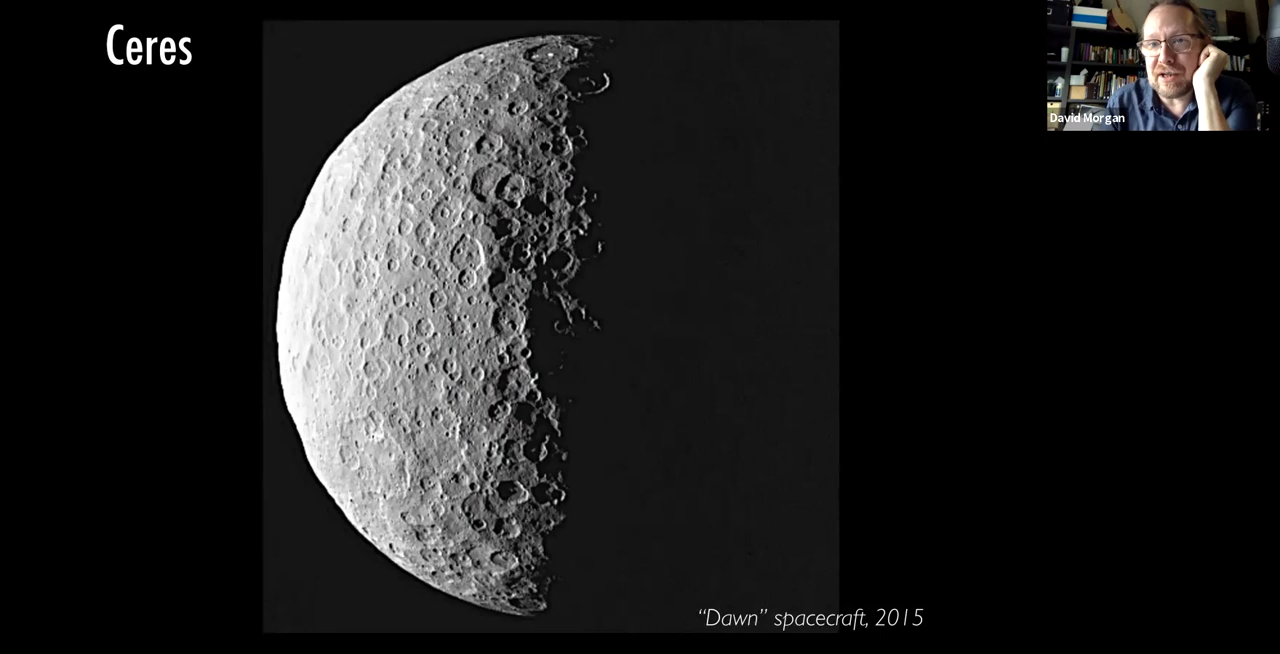 Ceres
David Morgan
“Dawn” spacecraft, 2015